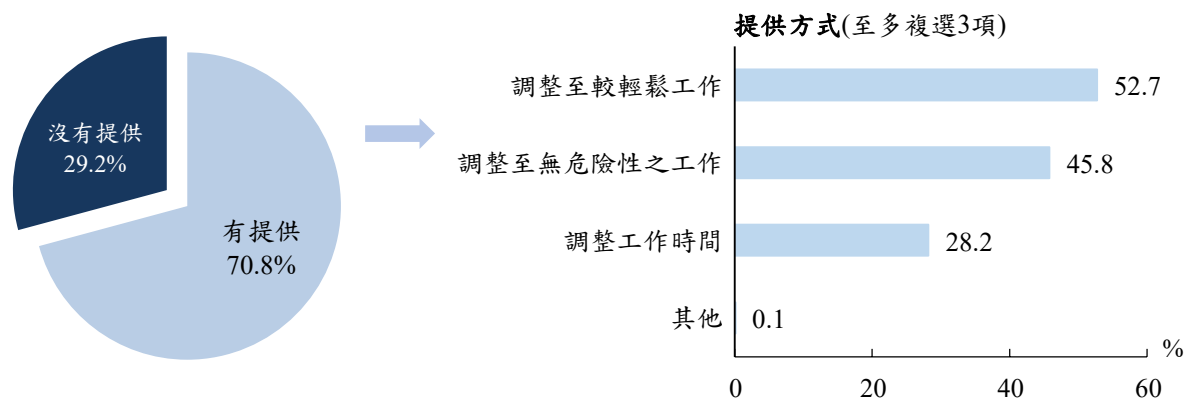 沒有提供
29.2%
有提供
70.8%
提供方式(至多複選3項)
調整至較輕鬆工作 52.7
調整至無危險性之工作 45.8
調整工作時間 28.2
其他 0.1
%
0 20 40 60